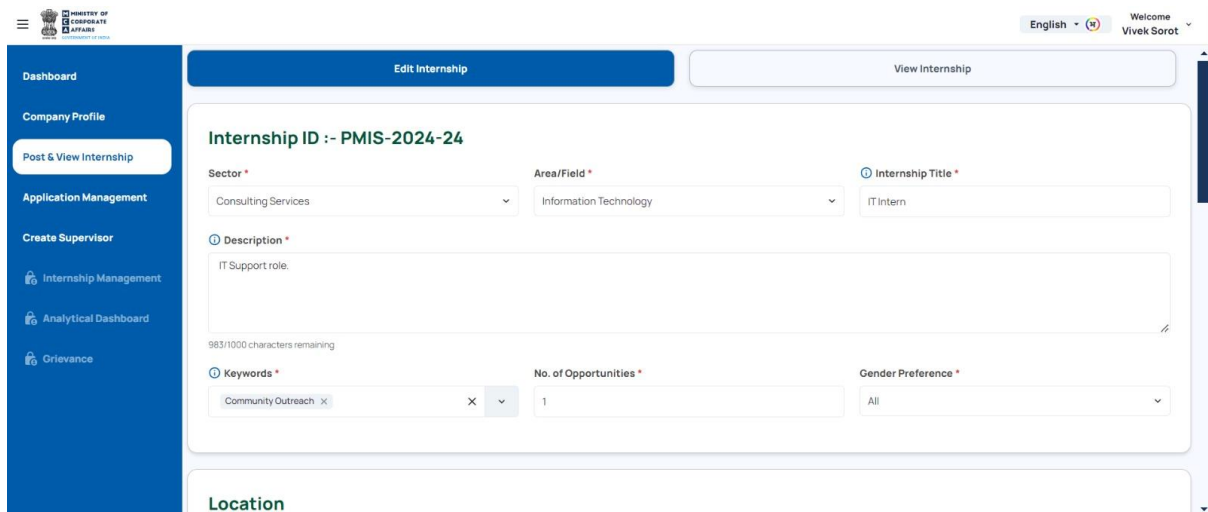 MINISTRY OF
CORPORATE
AFFAIRS
GOVERNMENT OF INDIA
English
Welcome
Vivek Sorot
Dashboard
Company Profile
Post & View Internship
Application Management
Create Supervisor
Internship Management
Analytical Dashboard
Grievance
Edit Internship
View Internship
Internship ID :- PMIS-2024-24
Sector *
Area/Field *
Internship Title *
Consulting Services
Information Technology
IT Intern
Description *
IT Support role.
983/1000 characters remaining
Keywords *
No. of Opportunities *
Gender Preference *
Community Outreach ×
1
All
Location